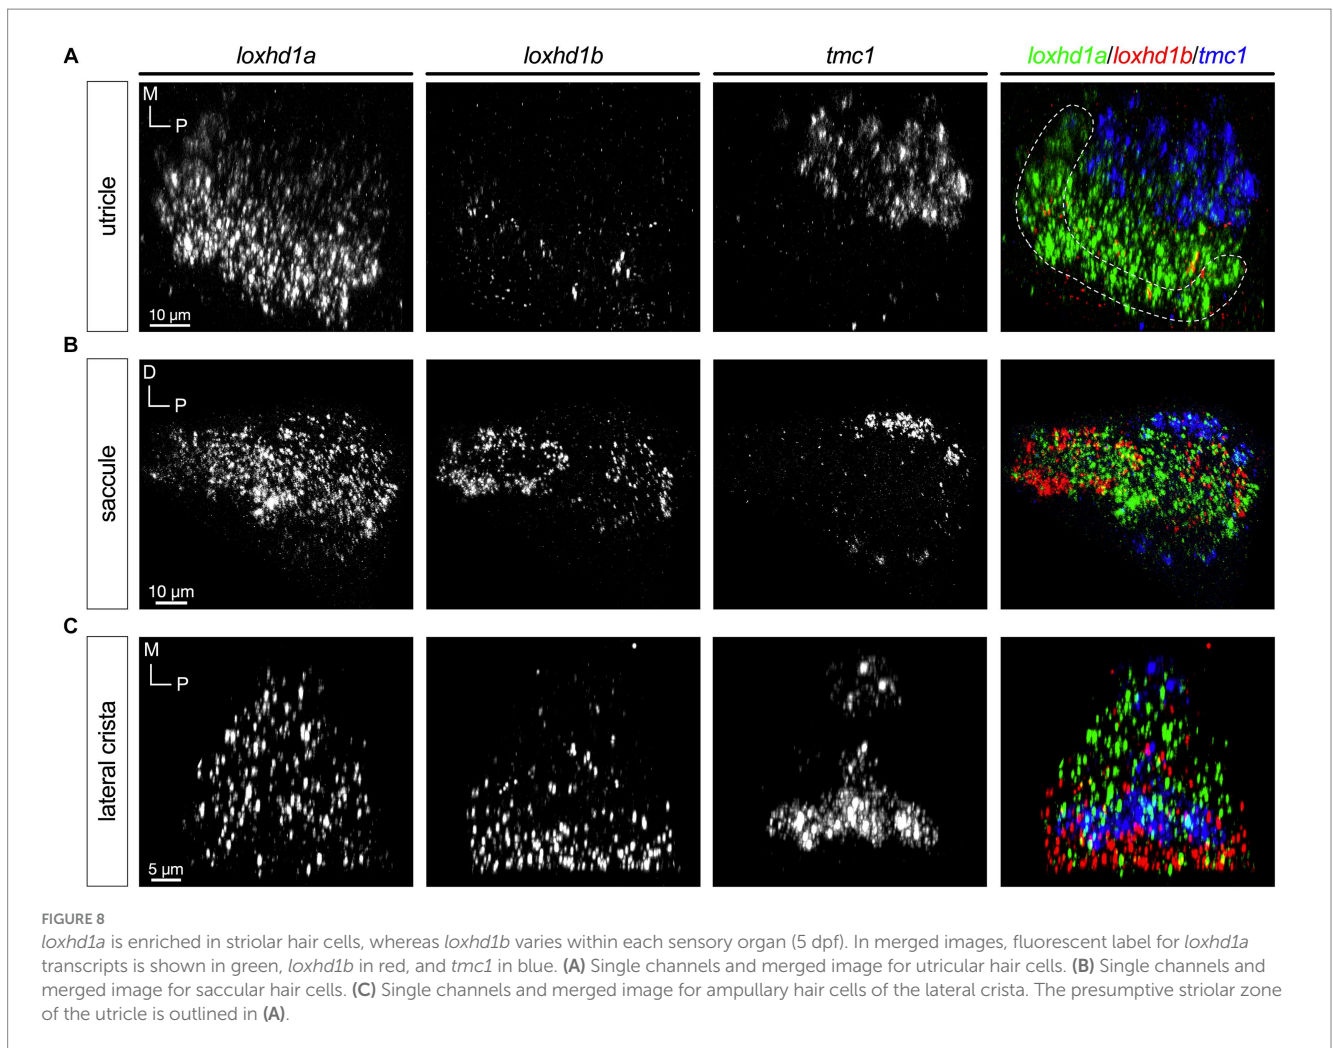 A
loxhd1a
loxhd1b
tmc1
loxhd1a/loxhd1b/tmc1
utricle
M
P
10 µm
B
saccule
D
P
10 µm
C
lateral crista
M
P
5 µm
FIGURE 8
loxhd1a is enriched in striolar hair cells, whereas loxhd1b varies within each sensory organ (5 dpf). In merged images, fluorescent label for loxhd1a
transcripts is shown in green, loxhd1b in red, and tmc1 in blue. (A) Single channels and merged image for utricular hair cells. (B) Single channels and
merged image for saccular hair cells. (C) Single channels and merged image for ampullary hair cells of the lateral crista. The presumptive striolar zone
of the utricle is outlined in (A).